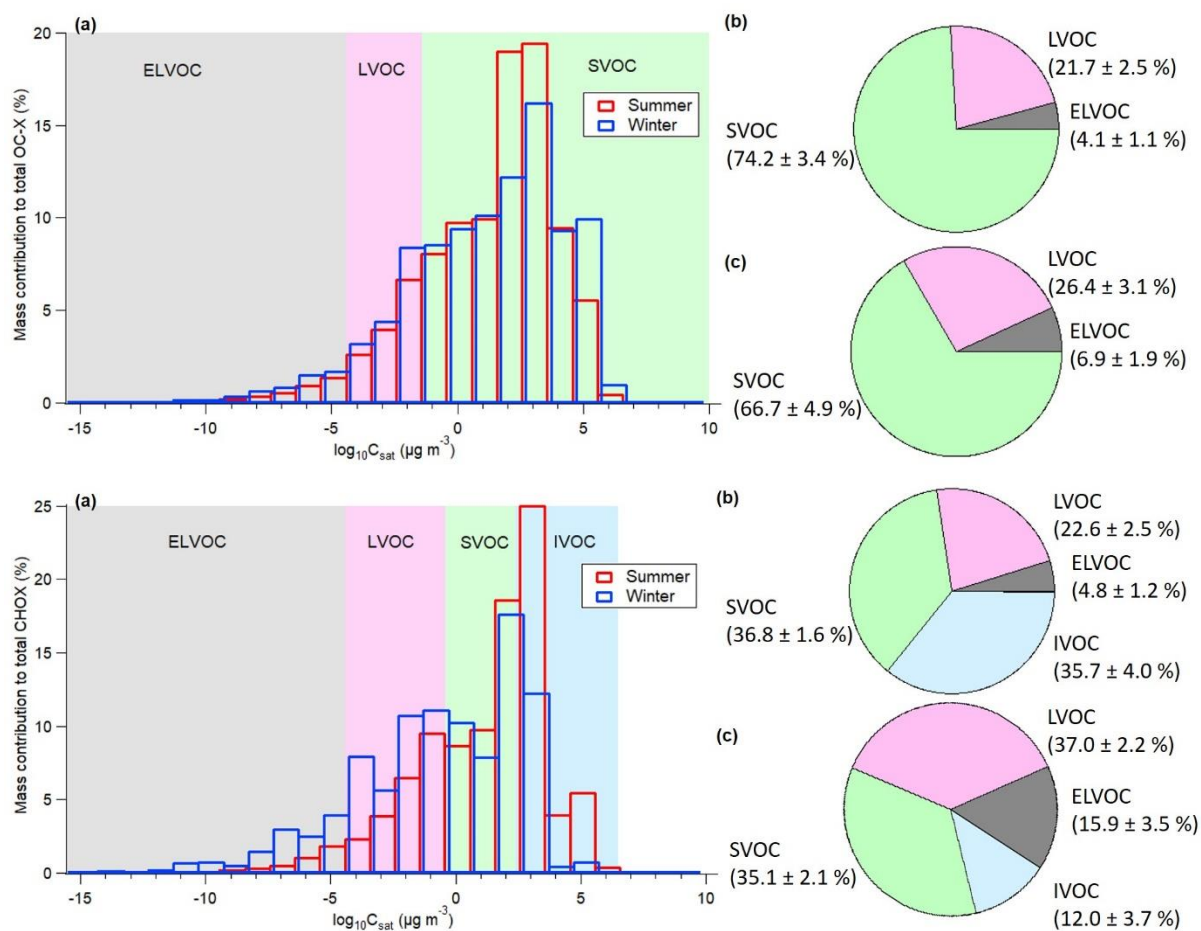 (a)
20
15
10
5
0
Mass contribution to total OC-X (%)
ELVOC
LVOC
SVOC
Summer
Winter
-15
-10
-5
0
5
10
log₁₀C_sat (µg m⁻³)
(b)
LVOC
(21.7 ± 2.5 %)
ELVOC
(4.1 ± 1.1 %)
SVOC
(74.2 ± 3.4 %)
(c)
LVOC
(26.4 ± 3.1 %)
ELVOC
(6.9 ± 1.9 %)
SVOC
(66.7 ± 4.9 %)
(a)
25
20
15
10
5
0
Mass contribution to total CHOX (%)
ELVOC
LVOC
SVOC
IVOC
Summer
Winter
-15
-10
-5
0
5
10
log₁₀C_sat (µg m⁻³)
(b)
LVOC
(22.6 ± 2.5 %)
ELVOC
(4.8 ± 1.2 %)
SVOC
(36.8 ± 1.6 %)
IVOC
(35.7 ± 4.0 %)
(c)
LVOC
(37.0 ± 2.2 %)
ELVOC
(15.9 ± 3.5 %)
SVOC
(35.1 ± 2.1 %)
IVOC
(12.0 ± 3.7 %)